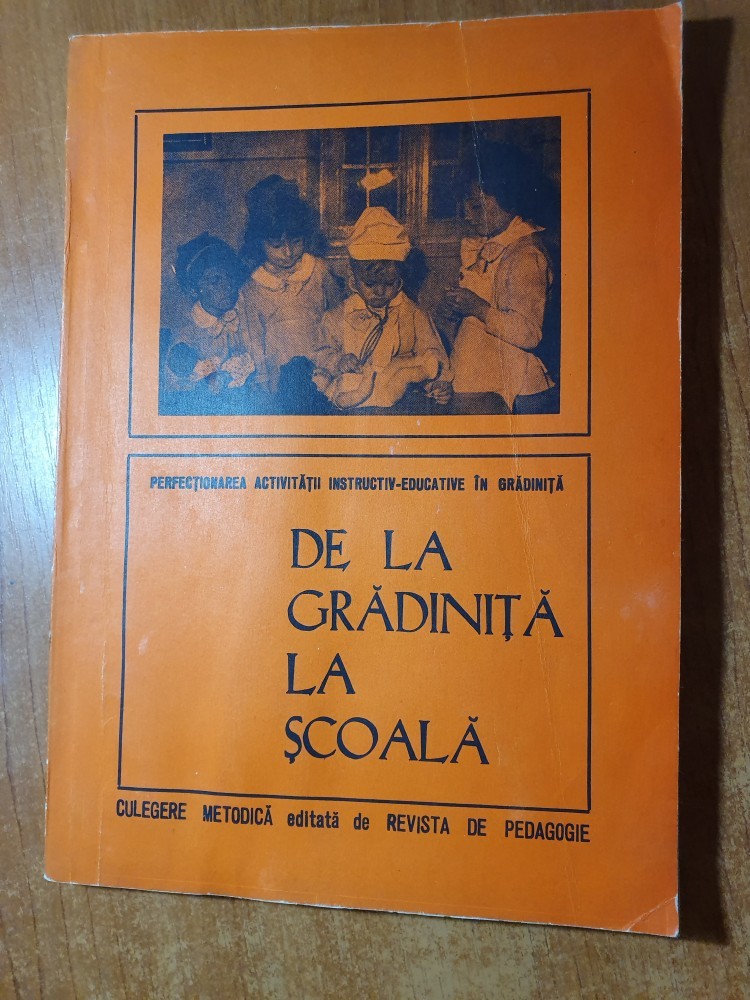 PERFECȚIONAREA ACTIVITĂȚII INSTRUCTIV-EDUCATIVE ÎN GRĂDINIȚĂ
DE LA
GRĂDINIȚĂ
LA
ȘCOALĂ
CULEGERE METODICĂ editată de REVISTA DE PEDAGOGIE